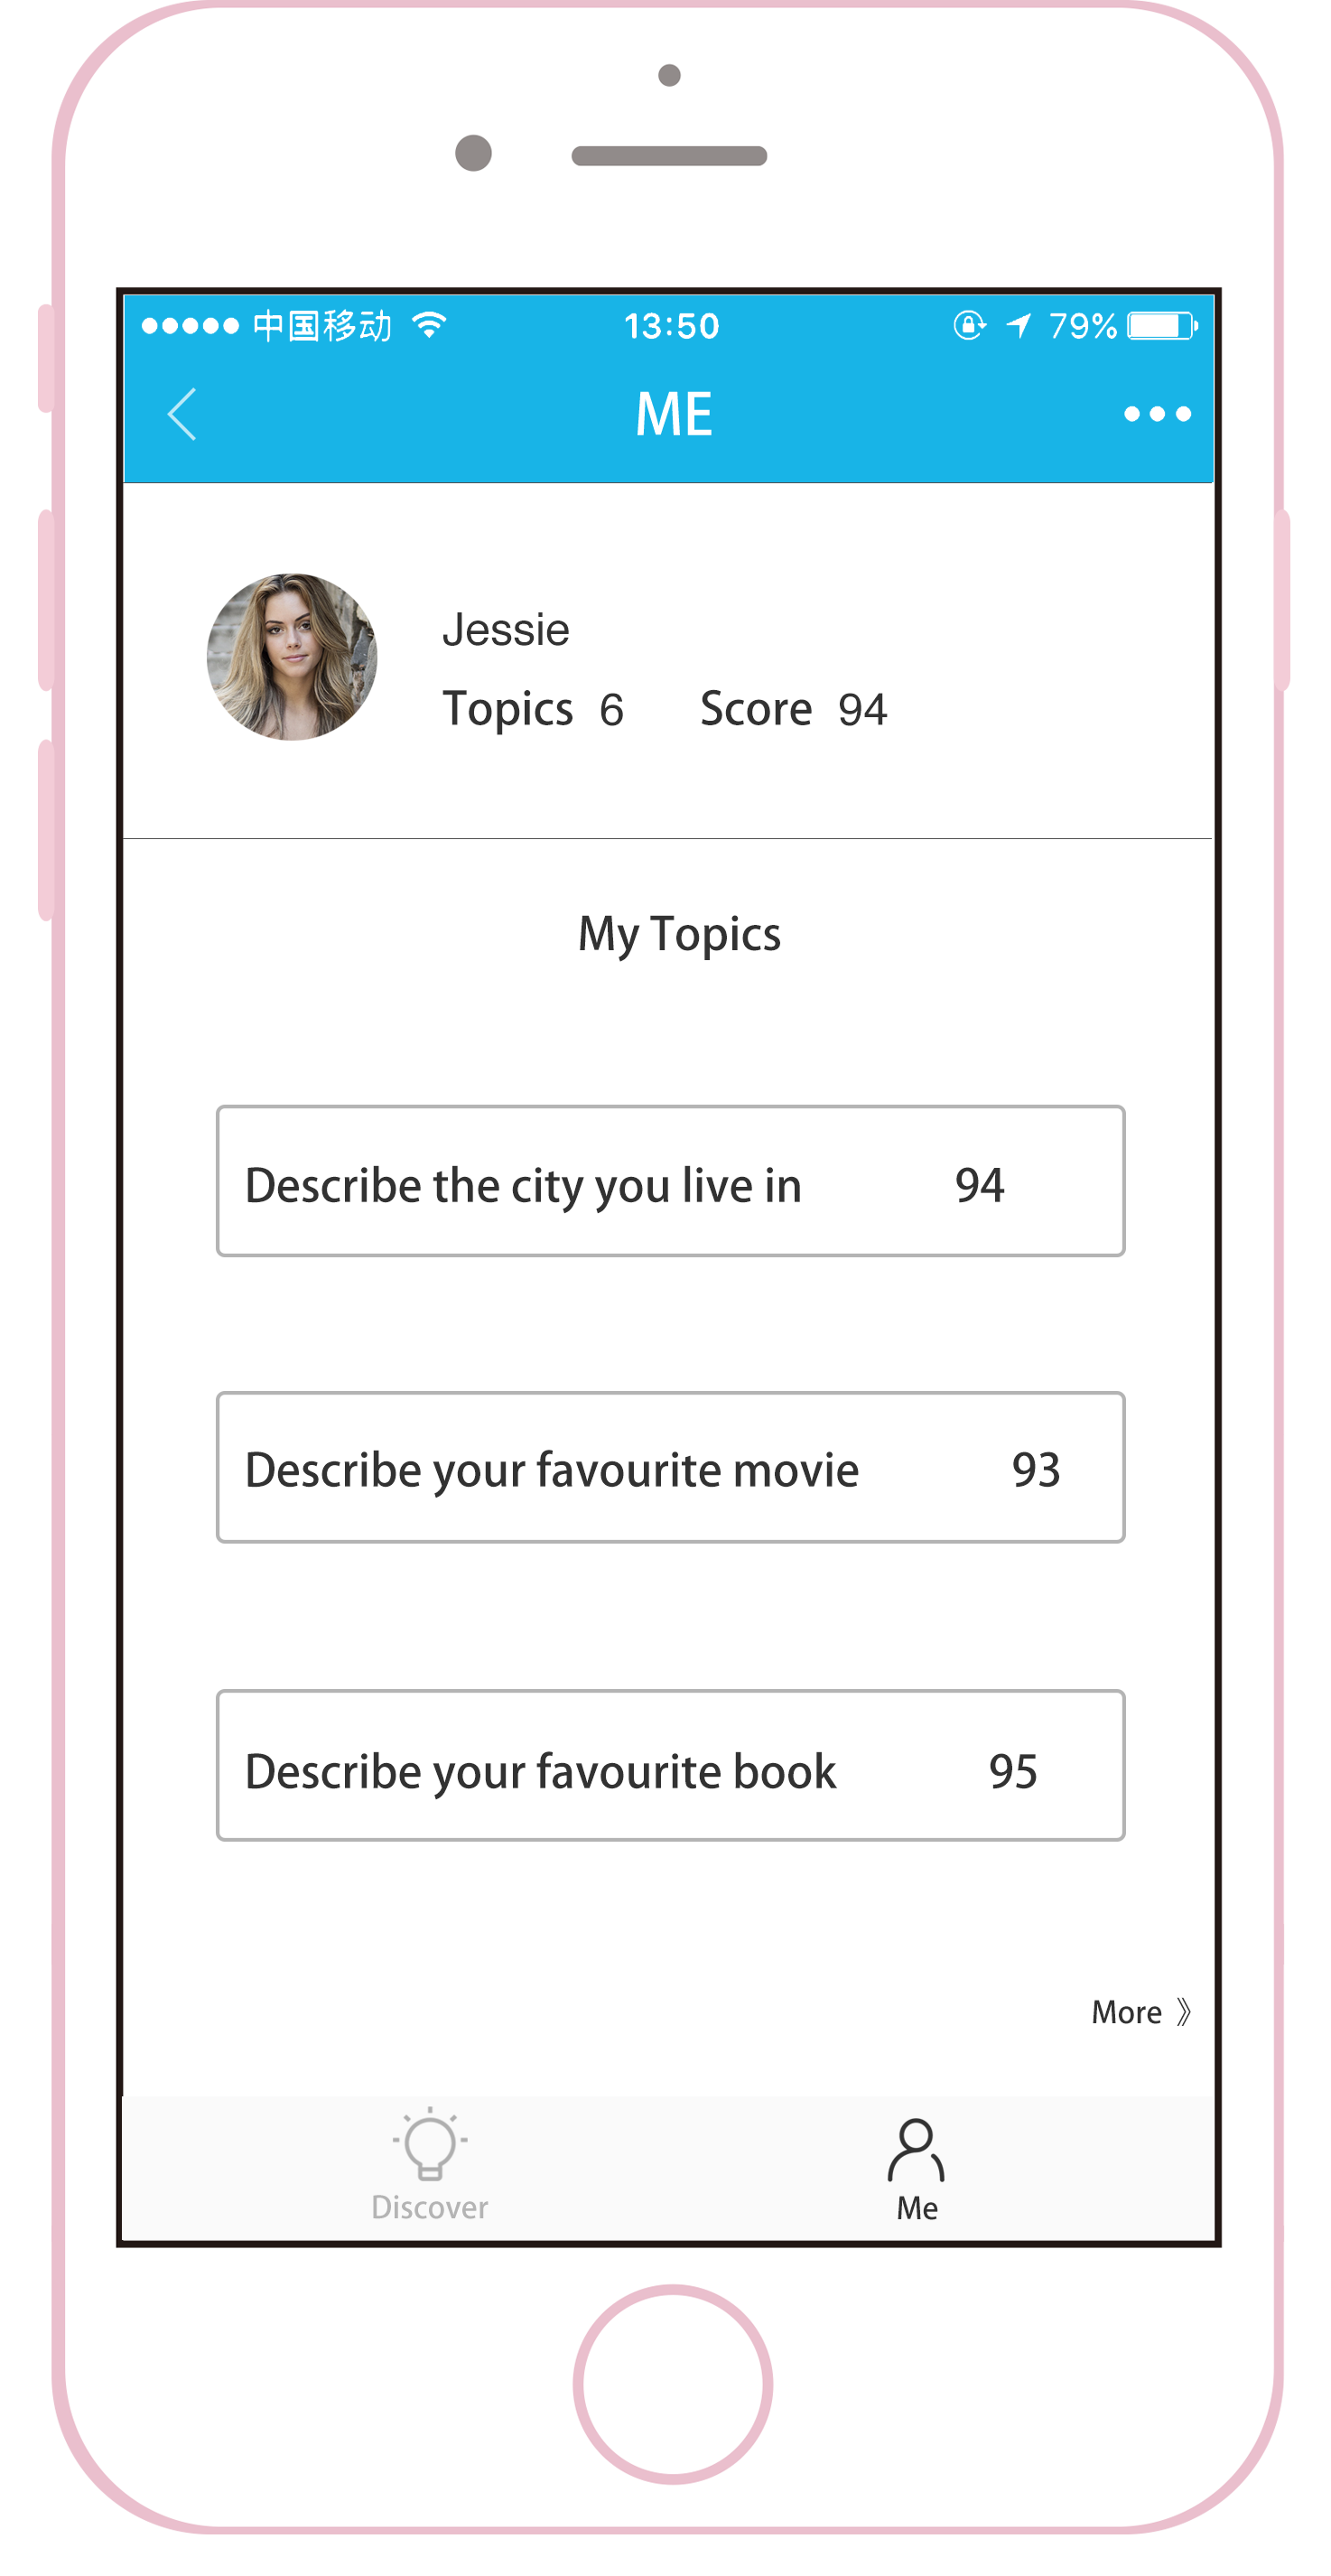 中国移动 13:50 79%
ME
Jessie
Topics 6 Score 94
My Topics
Describe the city you live in 94
Describe your favourite movie 93
Describe your favourite book 95
More 》
Discover Me